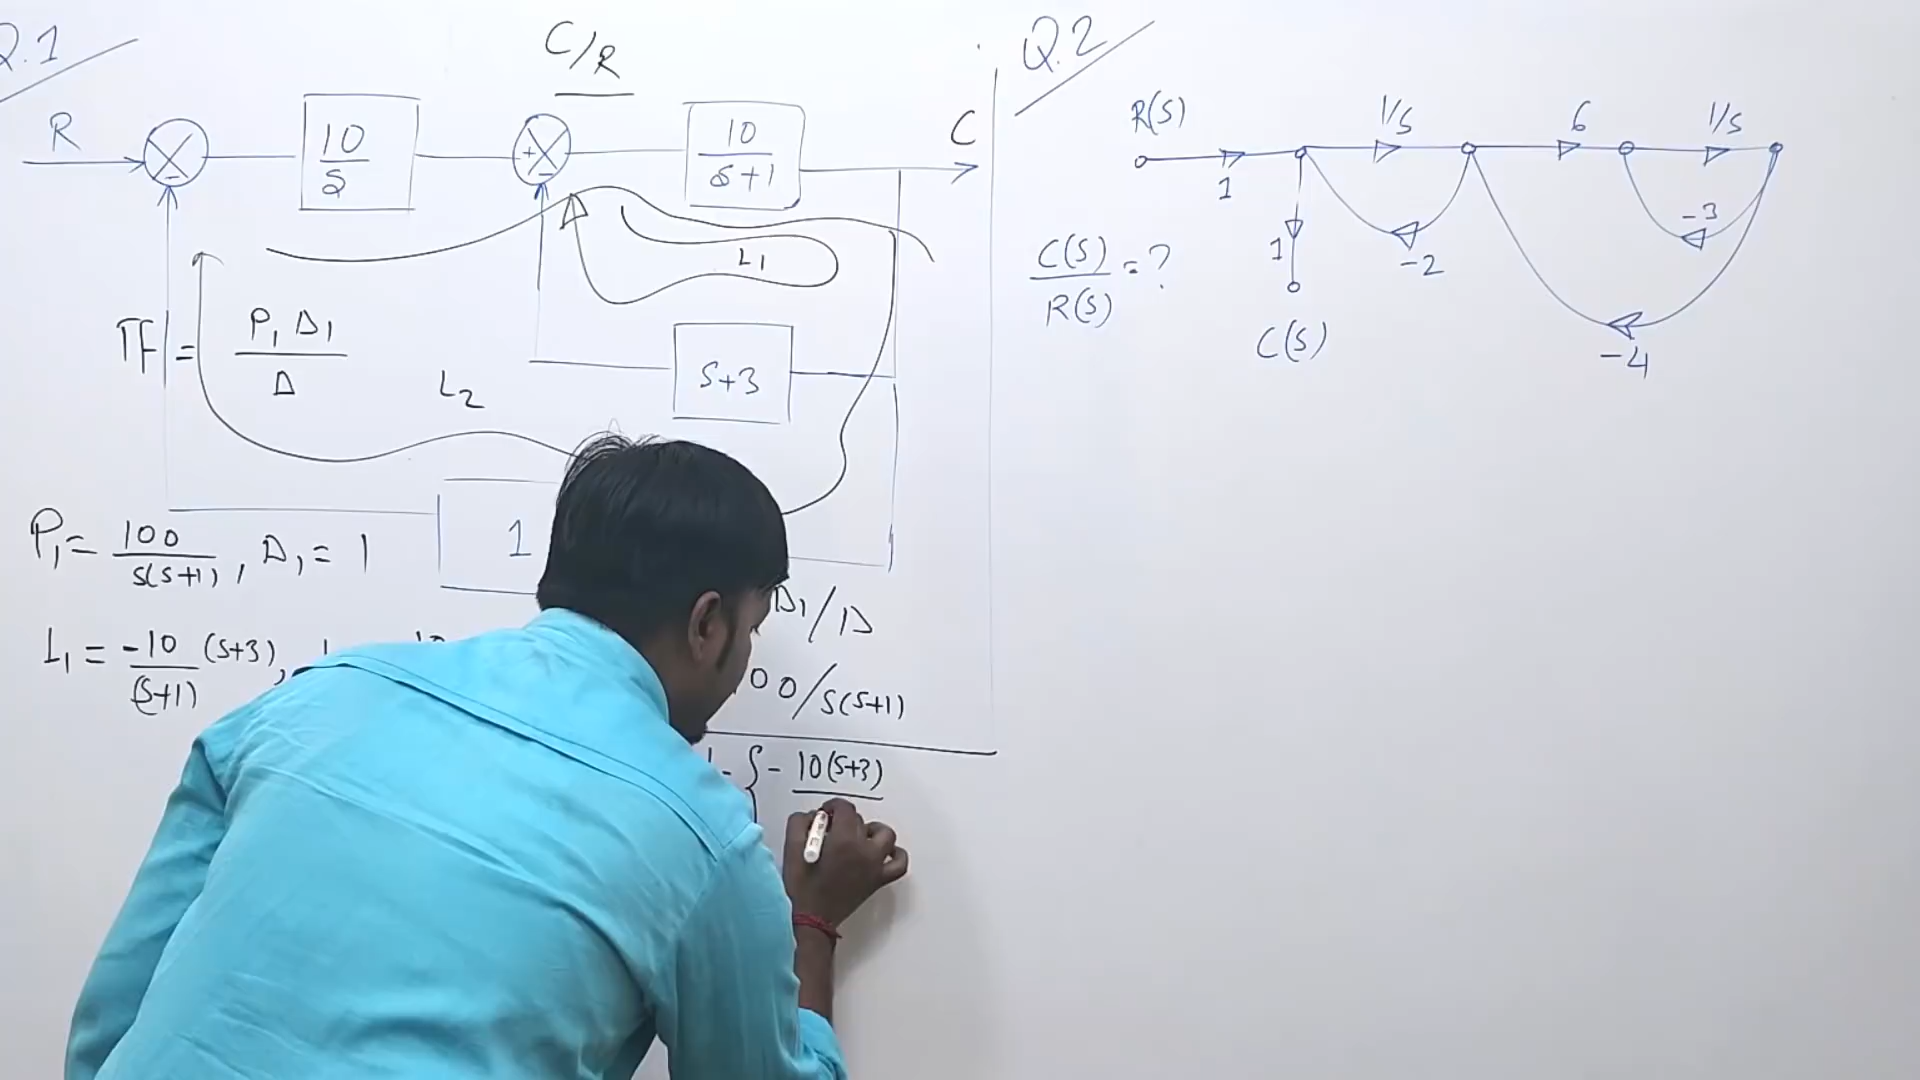 Q.1
C/R
R
10/S
+
-
-
10/S+1
C
L1
S+3
TF = P1 Δ1/Δ
L2
1
P1 = 100/S(S+1), Δ1 = 1
L1 = -10/(S+1) (S+3),
Δ1/Δ
00/S(S+1)
1 - { - 10(S+3)
Q.2
R(S)
1
1/S
6
1/S
-2
-3
-4
1
C(S)
C(S)/R(S) = ?